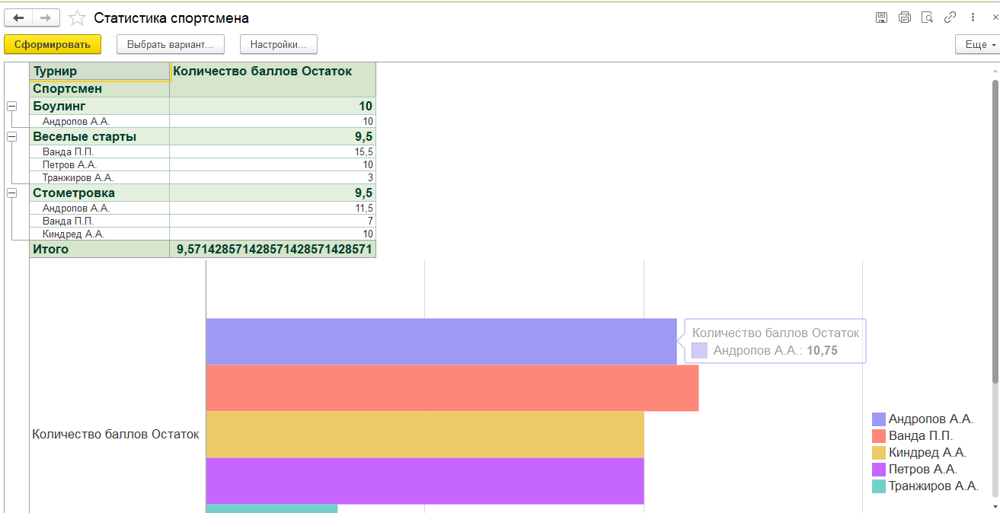 Статистика спортсмена
Сформировать Выбрать вариант... Настройки... Еще
Турнир Количество баллов Остаток
Спортсмен
Боулинг 10
Андропов А.А. 10
Веселые старты 9,5
Ванда П.П. 15,5
Петров А.А. 10
Транжиров А.А. 3
Стометровка 9,5
Андропов А.А. 11,5
Ванда П.П. 7
Киндред А.А. 10
Итого 9,571428571428571428571428571
Количество баллов Остаток
Андропов А.А.: 10,75
Количество баллов Остаток
Андропов А.А.
Ванда П.П.
Киндред А.А.
Петров А.А.
Транжиров А.А.